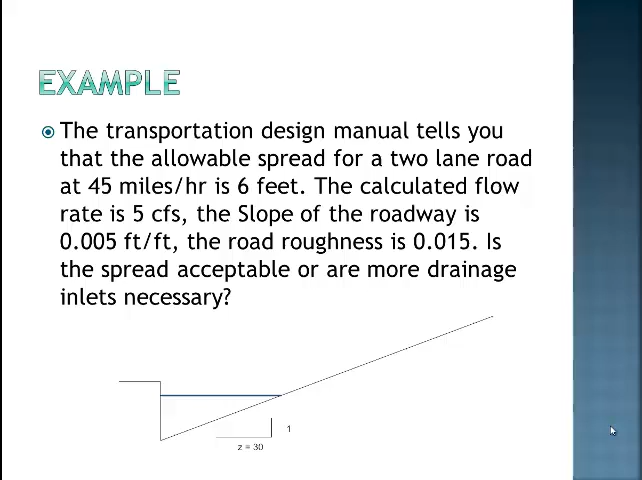 EXAMPLE
The transportation design manual tells you
that the allowable spread for a two lane road
at 45 miles/hr is 6 feet. The calculated flow
rate is 5 cfs, the Slope of the roadway is
0.005 ft/ft, the road roughness is 0.015. Is
the spread acceptable or are more drainage
inlets necessary?
1
z = 30